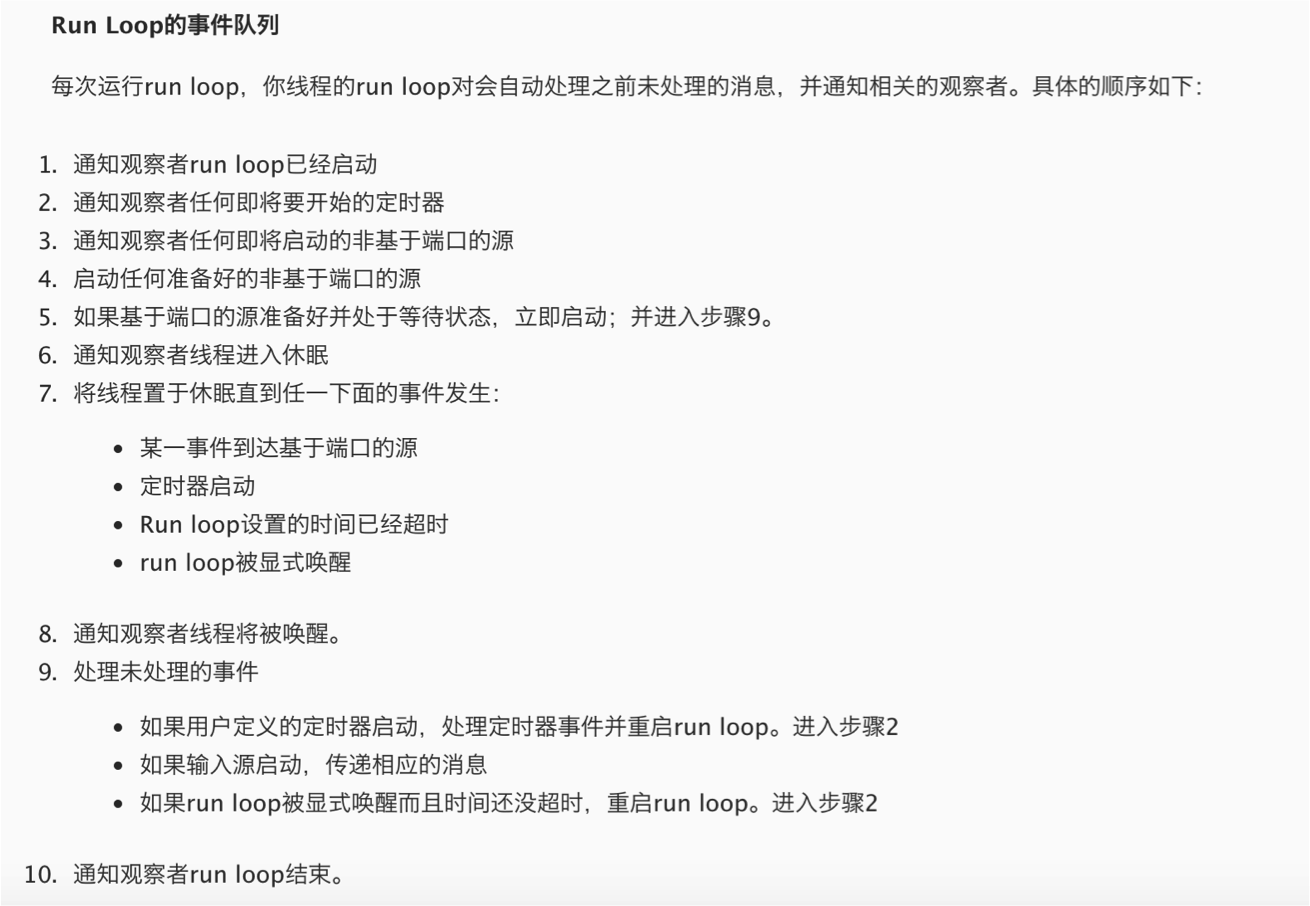 Run Loop的事件队列
每次运行run loop，你线程的run loop对会自动处理之前未处理的消息，并通知相关的观察者。具体的顺序如下：
1. 通知观察者run loop已经启动
2. 通知观察者任何即将要开始的定时器
3. 通知观察者任何即将启动的非基于端口的源
4. 启动任何准备好的非基于端口的源
5. 如果基于端口的源准备好并处于等待状态，立即启动；并进入步骤9。
6. 通知观察者线程进入休眠
7. 将线程置于休眠直到任一下面的事件发生：
• 某一事件到达基于端口的源
• 定时器启动
• Run loop设置的时间已经超时
• run loop被显式唤醒
8. 通知观察者线程将被唤醒。
9. 处理未处理的事件
• 如果用户定义的定时器启动，处理定时器事件并重启run loop。进入步骤2
• 如果输入源启动，传递相应的消息
• 如果run loop被显式唤醒而且时间还没超时，重启run loop。进入步骤2
10. 通知观察者run loop结束。